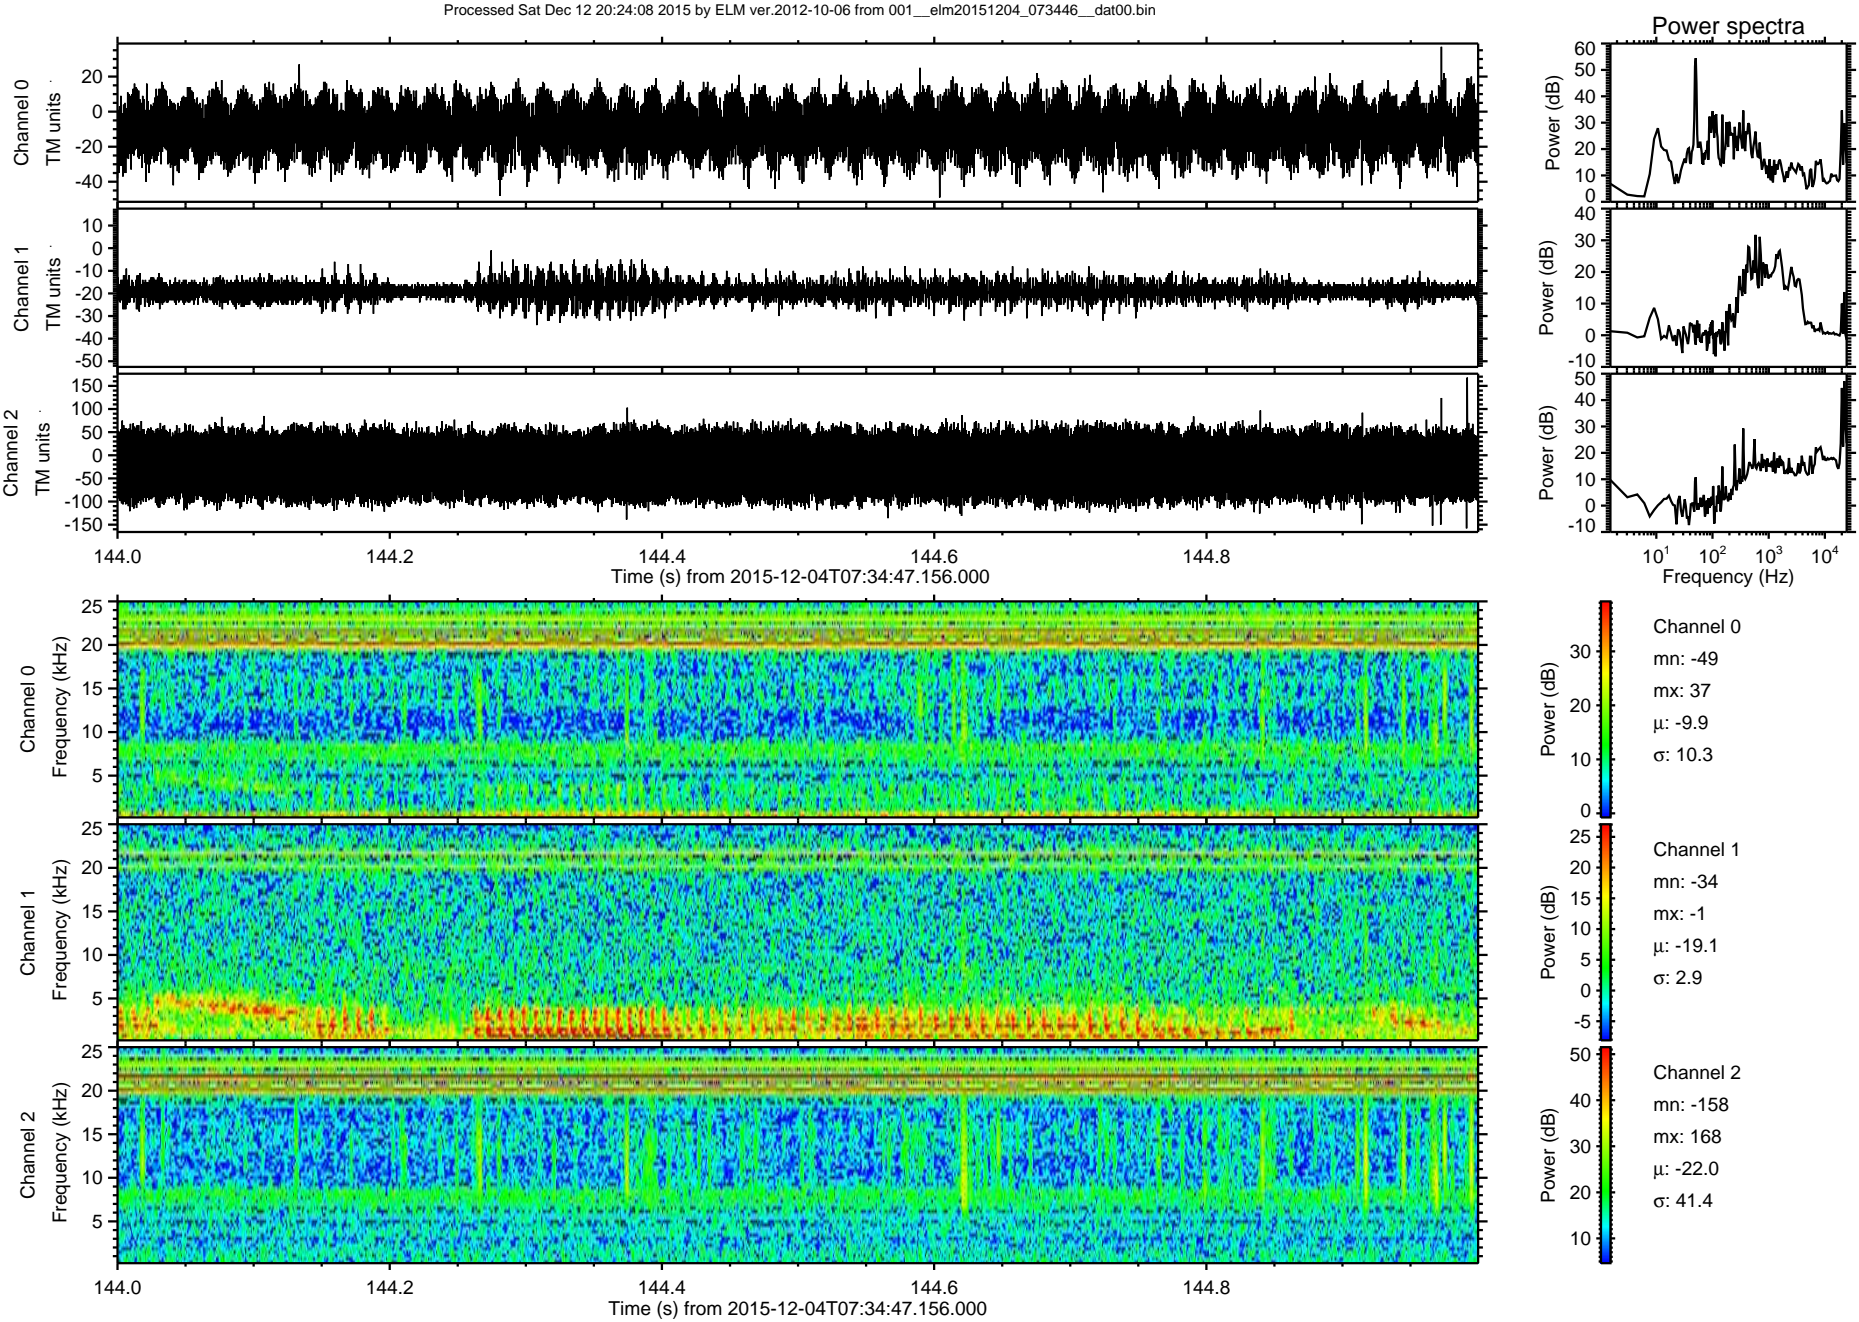 Processed Sat Dec 12 20:24:08 2015 by ELM ver.2012-10-06 from 001__elm20151204_073446__dat00.bin
Power spectra
Channel 0
TM units
20
0
-20
-40
Power (dB)
60
50
40
30
20
10
0
Channel 1
TM units
10
0
-10
-20
-30
-40
-50
Power (dB)
40
30
20
10
0
-10
Channel 2
TM units
150
100
50
0
-50
-100
-150
Power (dB)
50
40
30
20
10
0
-10
144.0 144.2 144.4 144.6 144.8
Time (s) from 2015-12-04T07:34:47.156.000
10¹ 10² 10³ 10⁴
Frequency (Hz)
Channel 0
Frequency (kHz)
25
20
15
10
5
Power (dB)
30
20
10
0
Channel 0
mn: -49
mx: 37
µ: -9.9
σ: 10.3
Channel 1
Frequency (kHz)
25
20
15
10
5
Power (dB)
25
20
15
10
5
0
-5
Channel 1
mn: -34
mx: -1
µ: -19.1
σ: 2.9
Channel 2
Frequency (kHz)
25
20
15
10
5
Power (dB)
50
40
30
20
10
Channel 2
mn: -158
mx: 168
µ: -22.0
σ: 41.4
144.0 144.2 144.4 144.6 144.8
Time (s) from 2015-12-04T07:34:47.156.000